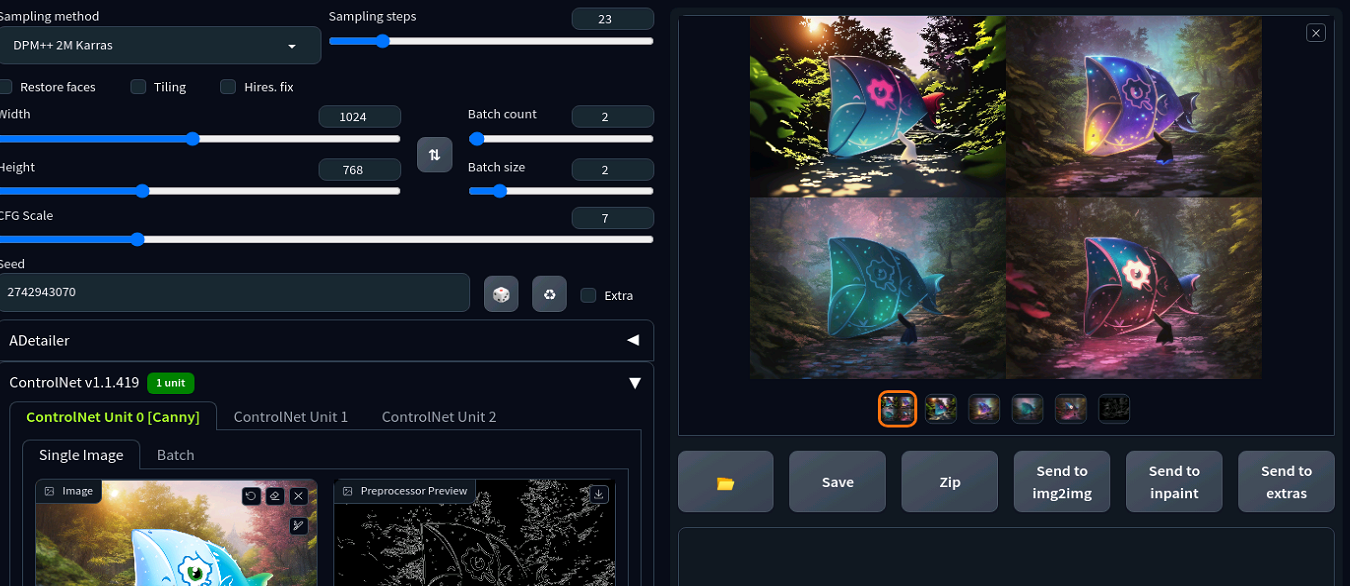 Sampling method
Sampling steps
23
DPM++ 2M Karras
Restore faces
Tiling
Hires. fix
Width
1024
Batch count
2
Height
768
Batch size
2
CFG Scale
7
Seed
2742943070
Extra
ADetailer
ControlNet v1.1.419
1 unit
ControlNet Unit 0 [Canny]
ControlNet Unit 1
ControlNet Unit 2
Single Image
Batch
Image
Preprocessor Preview
Save
Zip
Send to
img2img
Send to
inpaint
Send to
extras